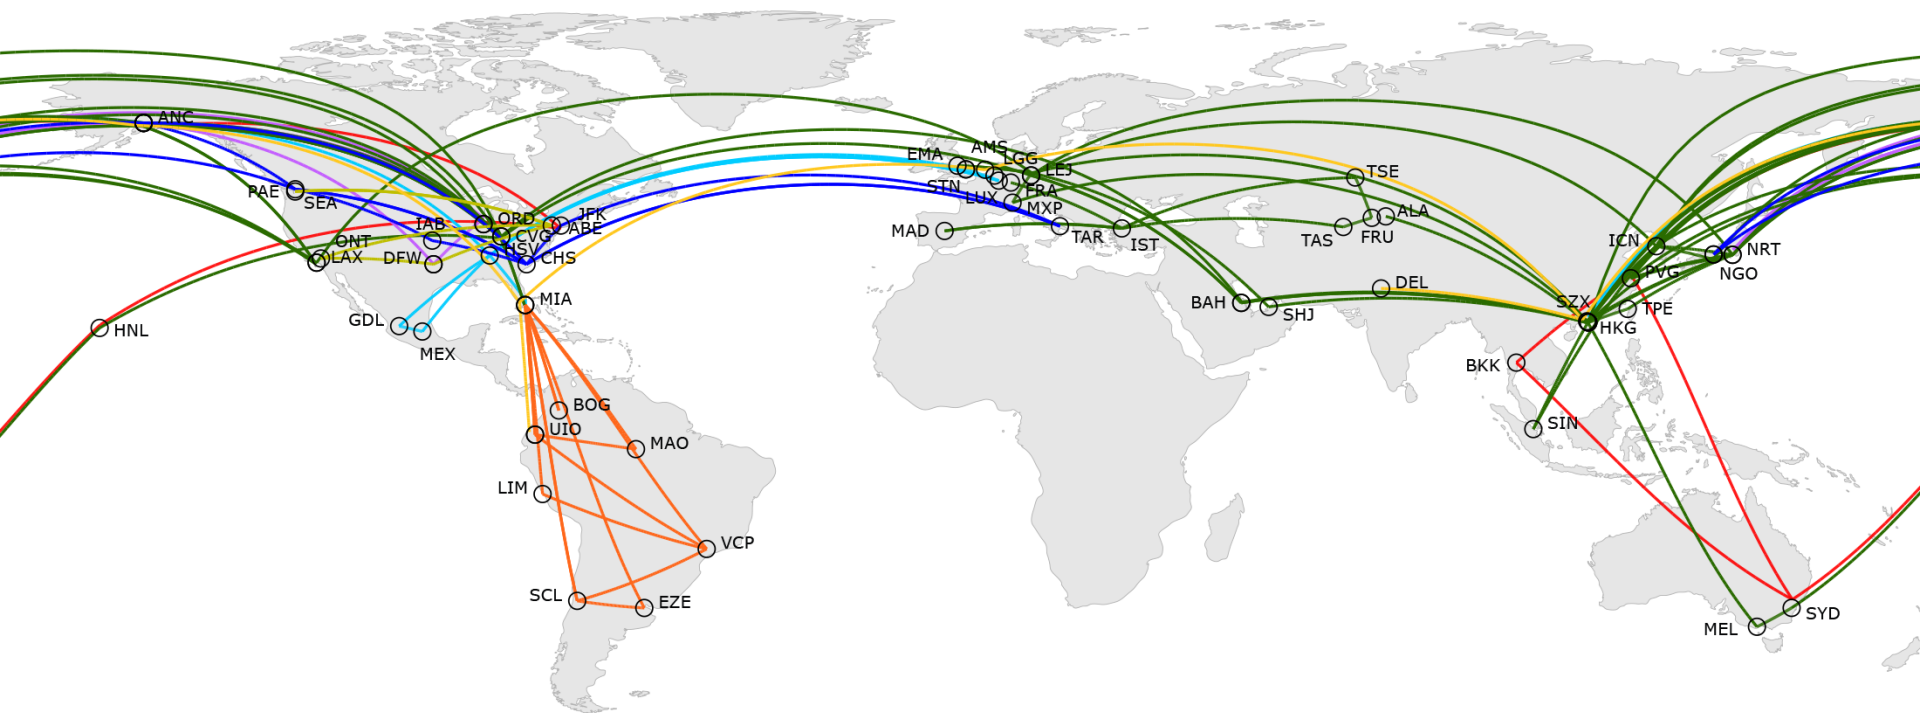 ANC
PAE
SEA
IAB
ORD
JFK
ABE
CVG
HSV
CHS
ONT
LAX
DFW
MIA
GDL
MEX
HNL
BOG
UIO
MAO
LIM
VCP
SCL
EZE
EMA
AMS
LGG
LEJ
STN
LUX
FRA
MXP
MAD
TAR
IST
TSE
ALA
TAS
FRU
BAH
SHJ
DEL
ICN
NRT
NGO
PVG
SZX
TPE
HKG
BKK
SIN
MEL
SYD